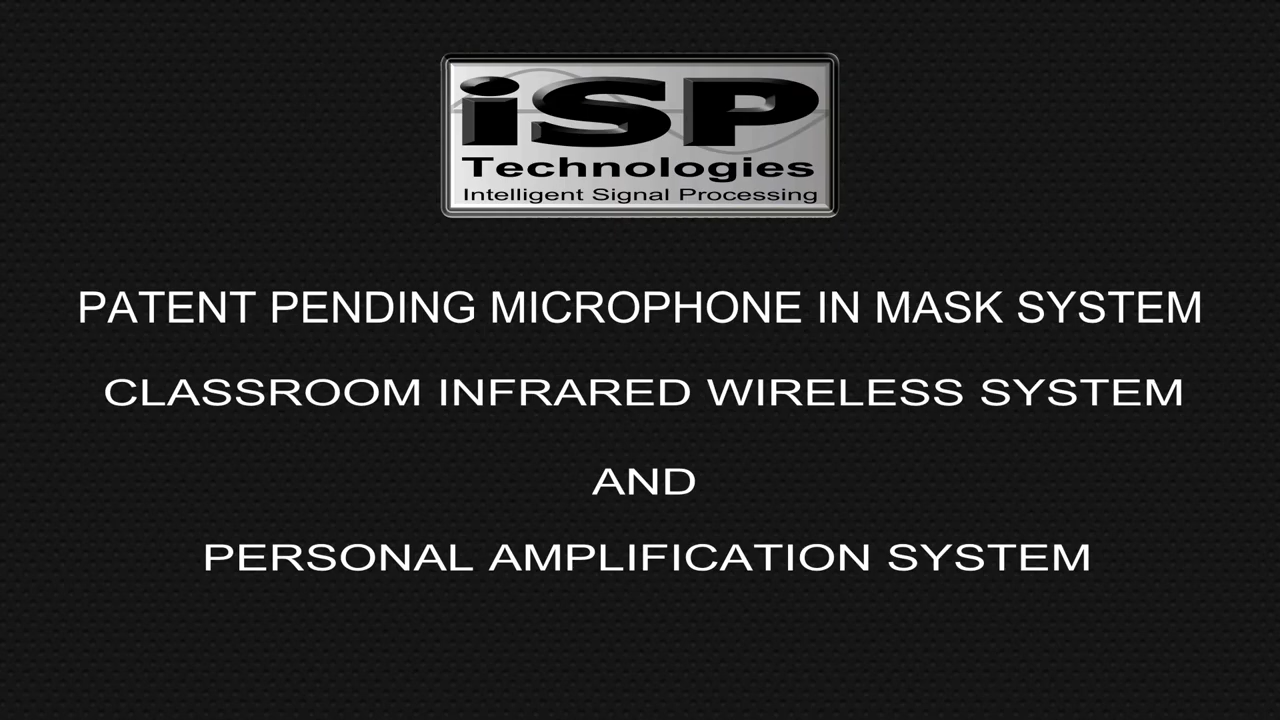 iSP
Technologies
Intelligent Signal Processing
PATENT PENDING MICROPHONE IN MASK SYSTEM
CLASSROOM INFRARED WIRELESS SYSTEM
AND
PERSONAL AMPLIFICATION SYSTEM